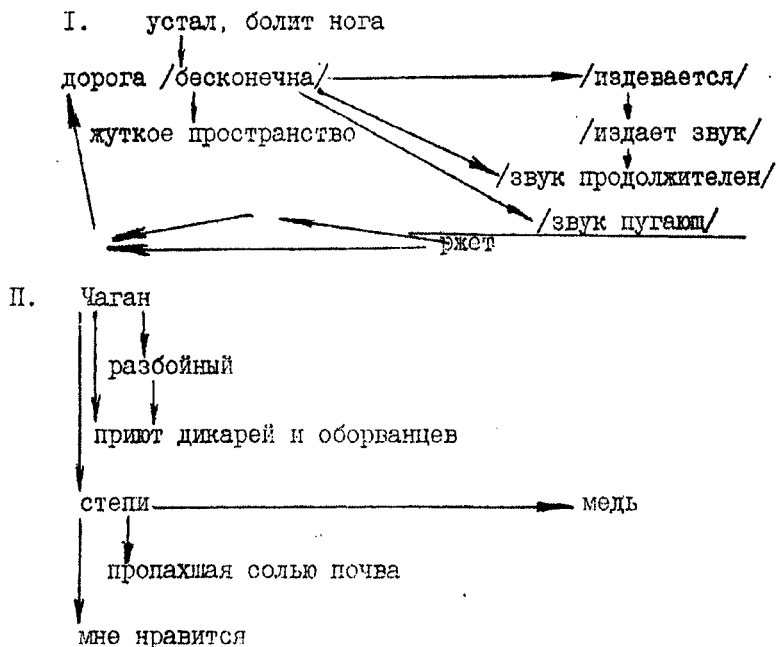 I. устал, болит нога
дорога /бесконечна/ /издевается/
жуткое пространство /издает звук/
/звук продолжителен/
/звук пугающ/
ржет
П. Чаган
разбойный
приют дикарей и оборванцев
степи медь
пропахшая солью почва
мне нравится